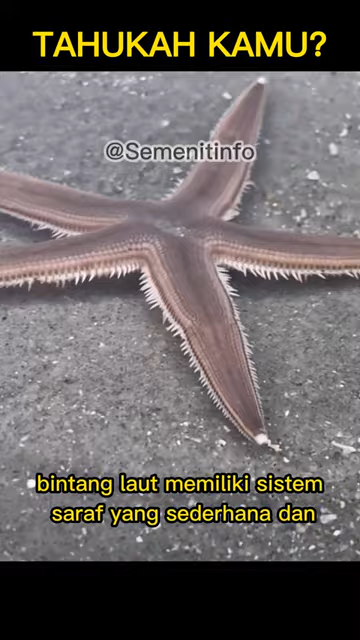 TAHUKAH KAMU?
@Semenitinfo
bintang laut memiliki sistem
saraf yang sederhana dan